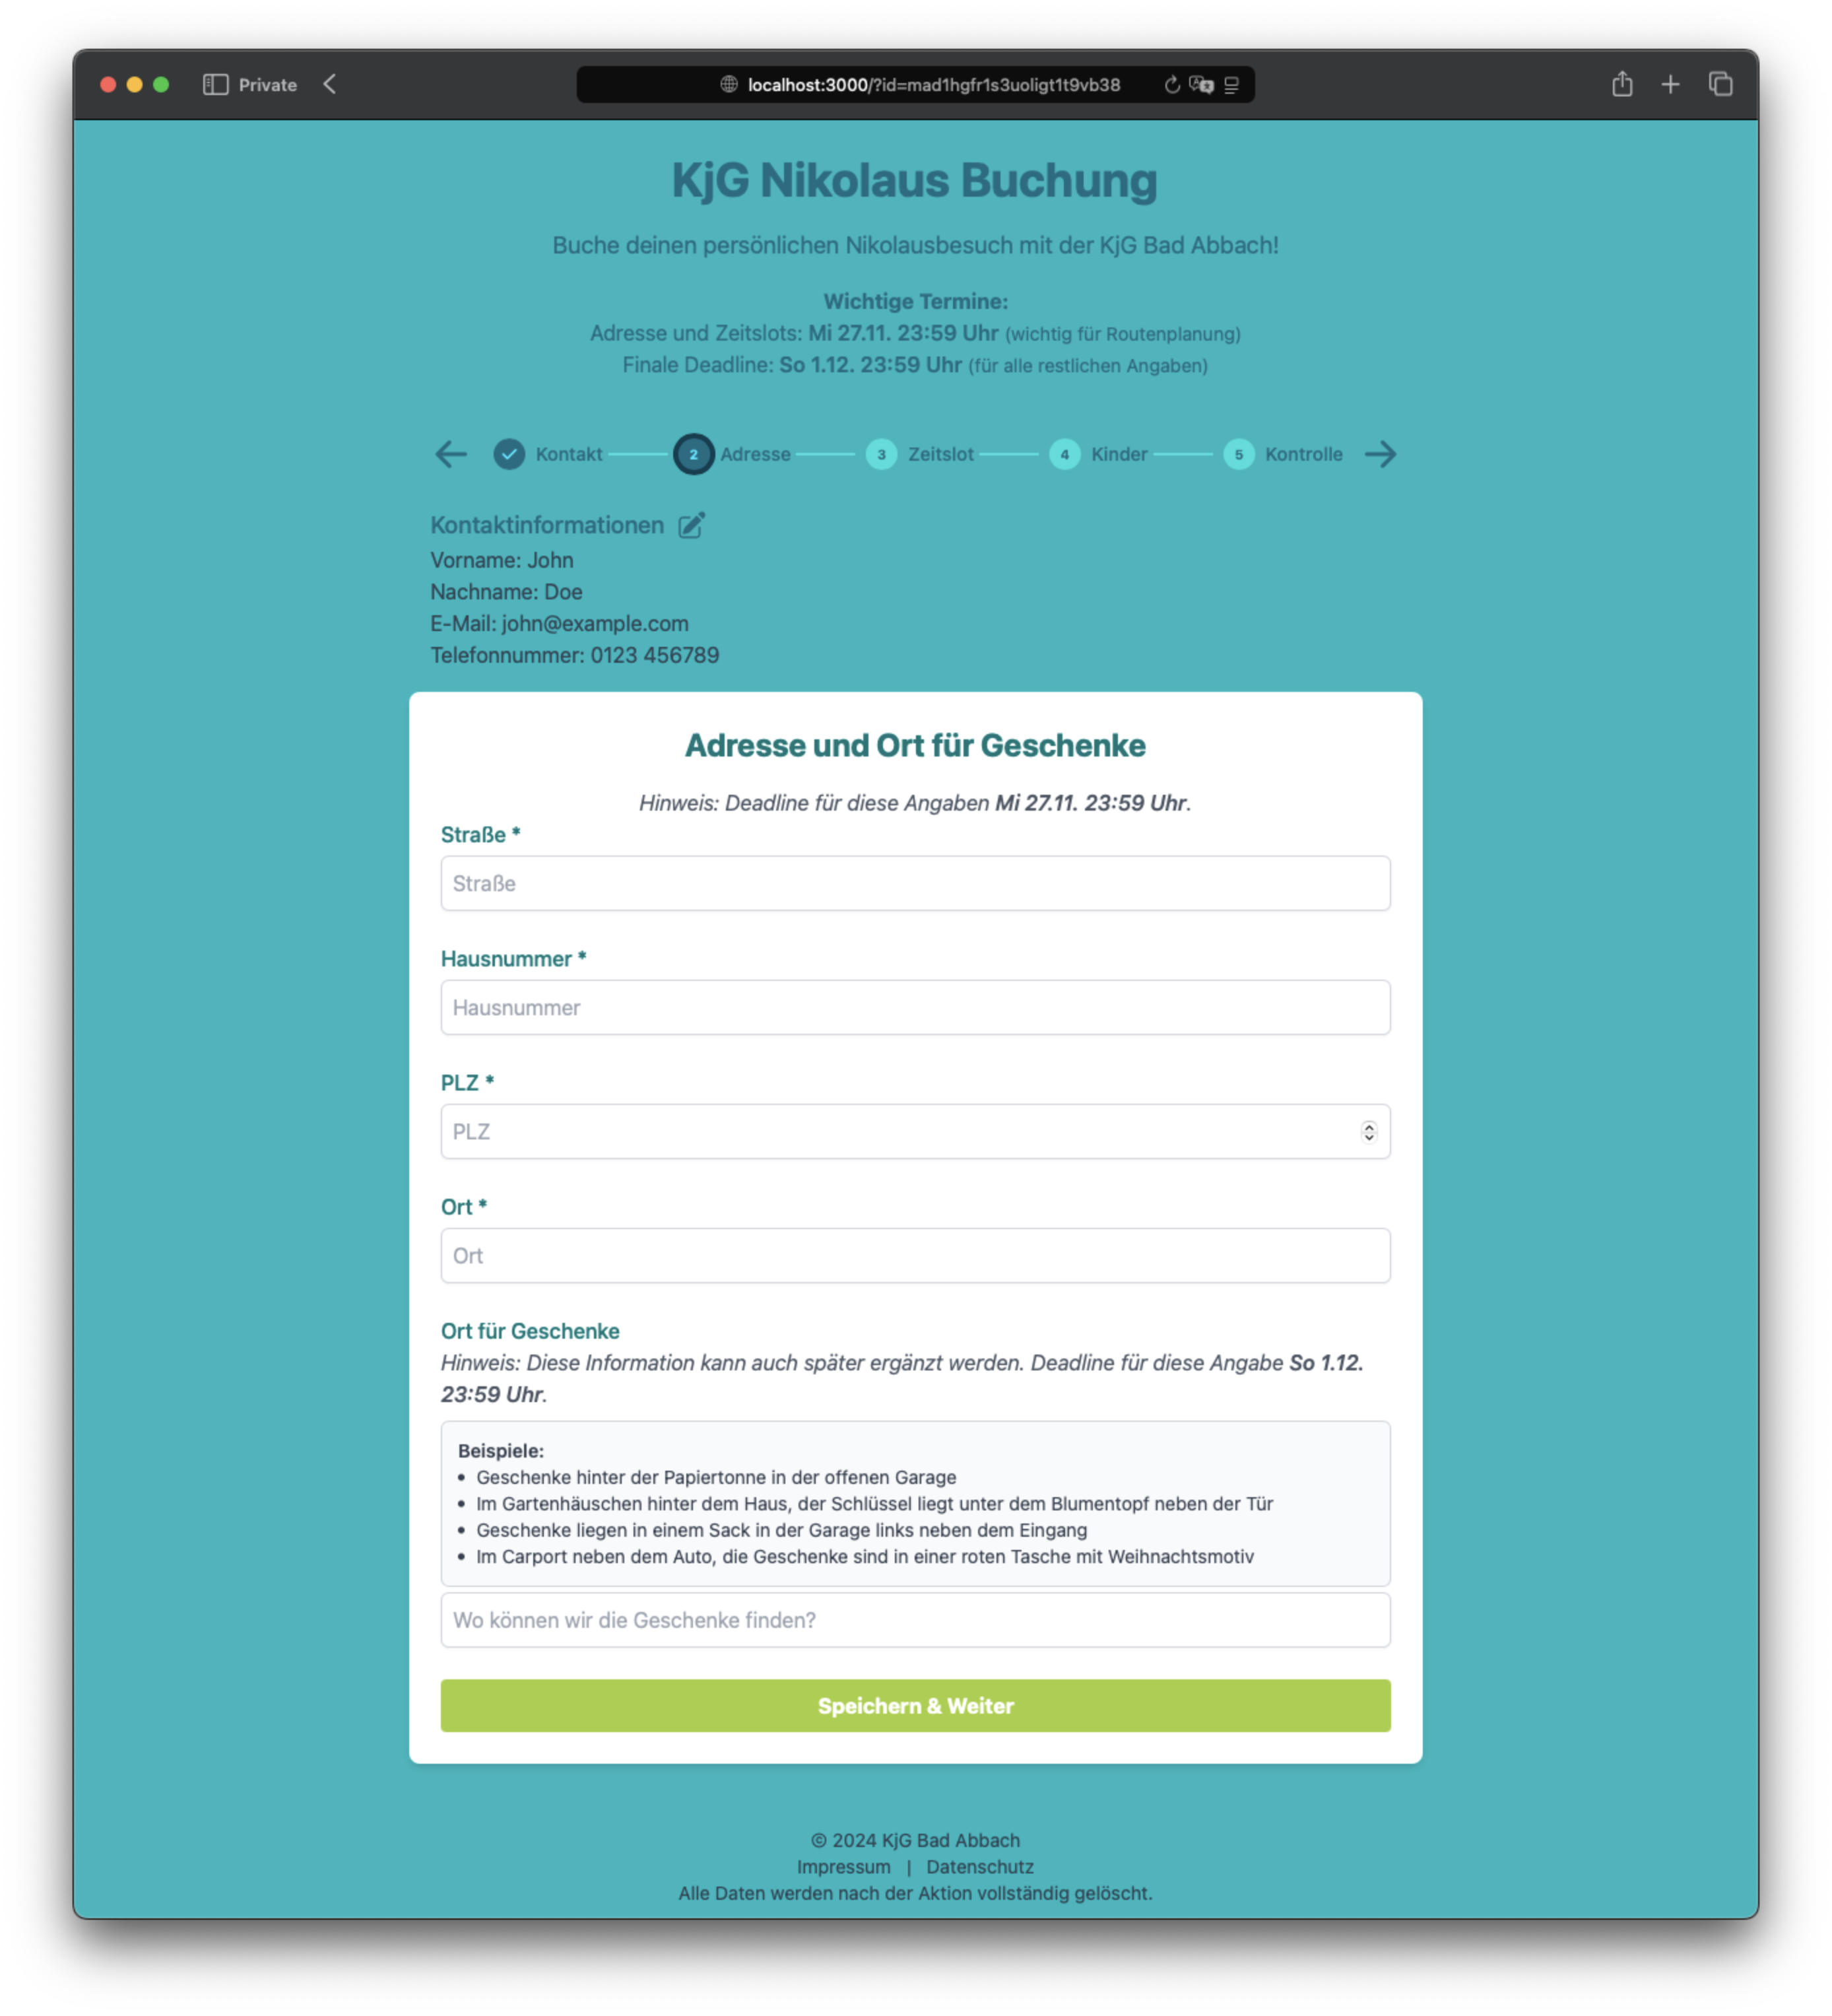 Private
localhost:3000/?id=mad1hgfr1s3uoligt1t9vb38
KjG Nikolaus Buchung
Buche deinen persönlichen Nikolausbesuch mit der KjG Bad Abbach!
Wichtige Termine:
Adresse und Zeitslots: Mi 27.11. 23:59 Uhr (wichtig für Routenplanung)
Finale Deadline: So 1.12. 23:59 Uhr (für alle restlichen Angaben)
Kontakt 2 Adresse 3 Zeitslot 4 Kinder 5 Kontrolle
Kontaktinformationen
Vorname: John
Nachname: Doe
E-Mail: john@example.com
Telefonnummer: 0123 456789
Adresse und Ort für Geschenke
Hinweis: Deadline für diese Angaben Mi 27.11. 23:59 Uhr.
Straße *
Straße
Hausnummer *
Hausnummer
PLZ *
PLZ
Ort *
Ort
Ort für Geschenke
Hinweis: Diese Information kann auch später ergänzt werden. Deadline für diese Angabe So 1.12.
23:59 Uhr.
Beispiele:
• Geschenke hinter der Papiertonne in der offenen Garage
• Im Gartenhäuschen hinter dem Haus, der Schlüssel liegt unter dem Blumentopf neben der Tür
• Geschenke liegen in einem Sack in der Garage links neben dem Eingang
• Im Carport neben dem Auto, die Geschenke sind in einer roten Tasche mit Weihnachtsmotiv
Wo können wir die Geschenke finden?
Speichern & Weiter
© 2024 KjG Bad Abbach
Impressum | Datenschutz
Alle Daten werden nach der Aktion vollständig gelöscht.